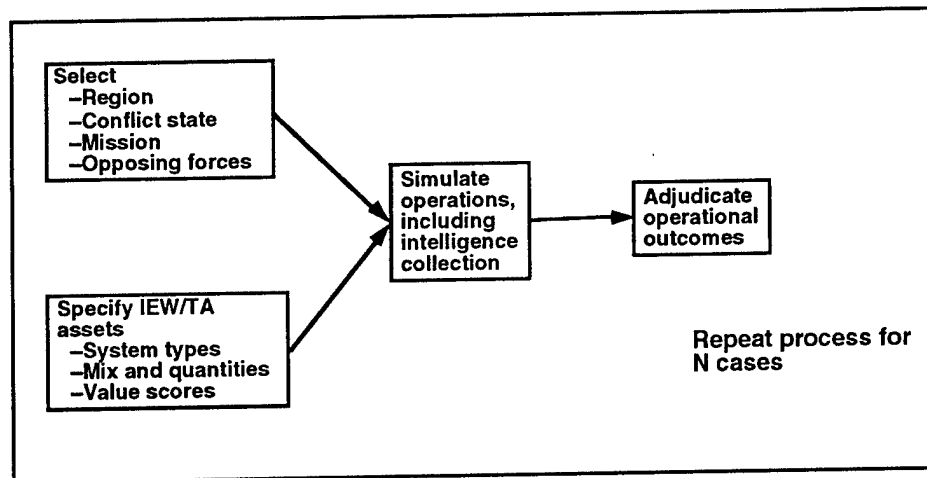 Select
–Region
–Conflict state
–Mission
–Opposing forces
Specify IEW/TA
assets
–System types
–Mix and quantities
–Value scores
Simulate
operations,
including
intelligence
collection
Adjudicate
operational
outcomes
Repeat process for
N cases